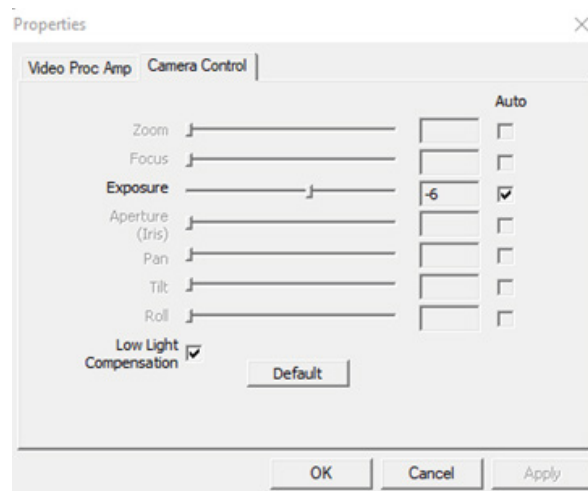 Properties
Video Proc Amp
Camera Control
Auto
Zoom
Focus
Exposure
-6
Aperture
(Iris)
Pan
Tilt
Roll
Low Light
Compensation
Default
OK
Cancel
Apply